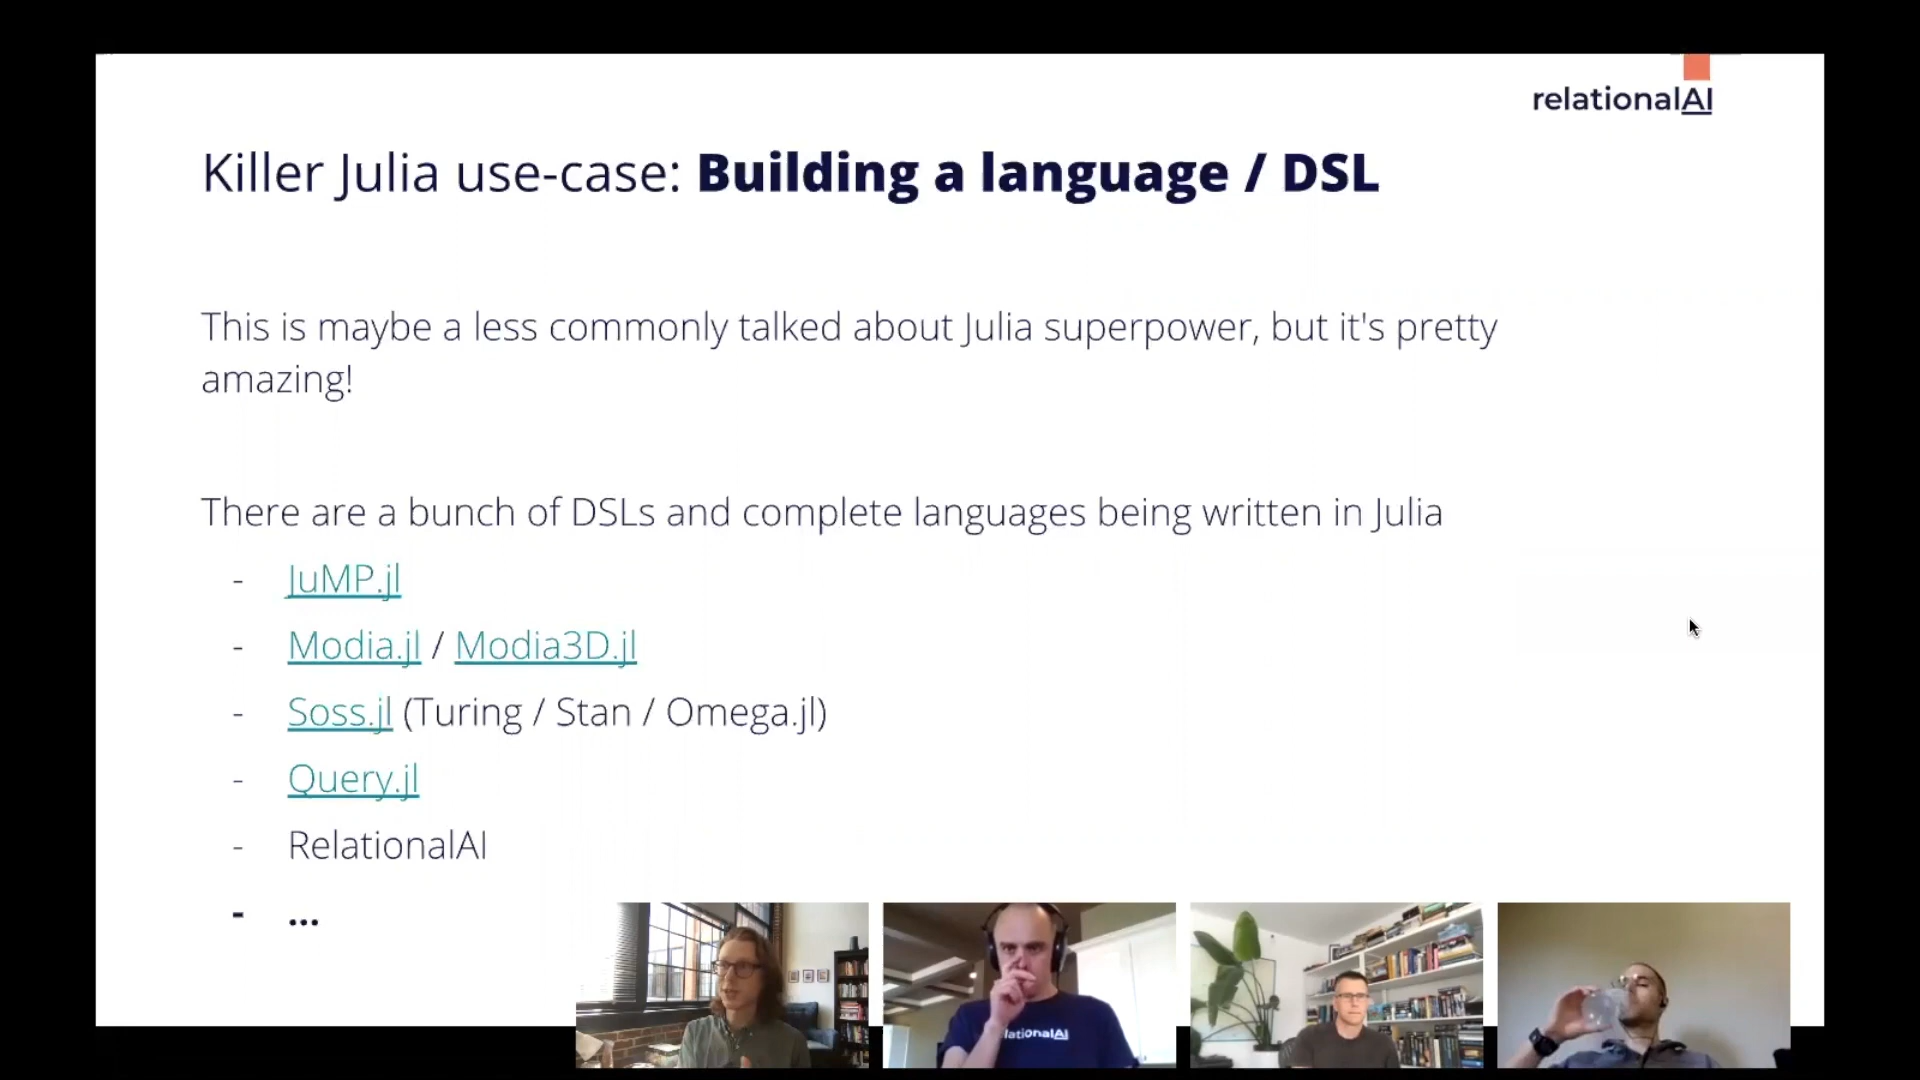 relationalAI
Killer Julia use-case: Building a language / DSL
This is maybe a less commonly talked about Julia superpower, but it's pretty
amazing!
There are a bunch of DSLs and complete languages being written in Julia
- JuMP.jl
- Modia.jl / Modia3D.jl
- Soss.jl (Turing / Stan / Omega.jl)
- Query.jl
- RelationalAI
- ...
lationalAI